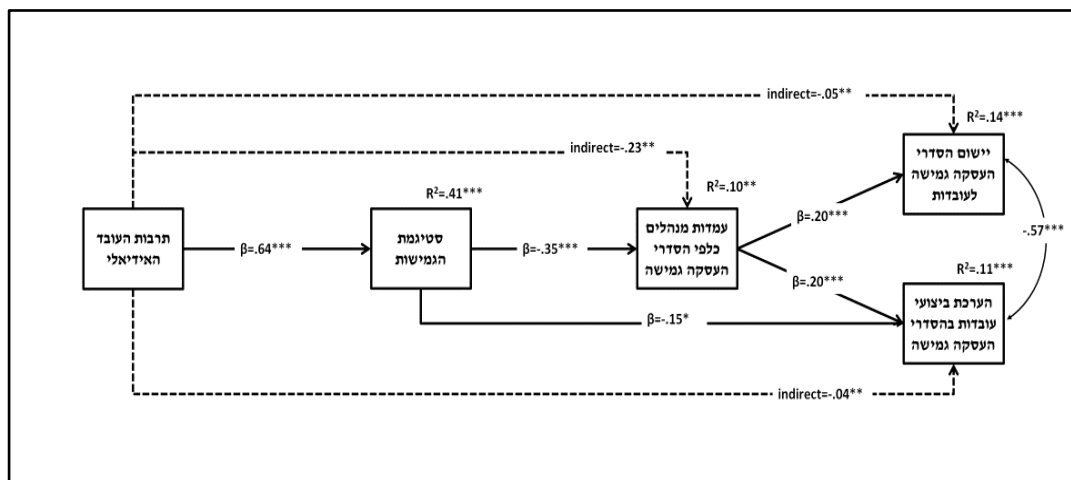 indirect=-.05**
R²=.14***
יישום הסדרי
העסקה גמישה
לעובדות
indirect=-.23**
R²=.41***
R²=.10**
תרבות העובד
האידיאלי
β=.64***
סטיגמת
הגמישות
β=-.35***
עמדות מנהלים
כלפי הסדרי
העסקה גמישה
β=.20***
-.57***
β=.20***
R²=.11***
הערכת ביצועי
עובדות בהסדרי
העסקה גמישה
β=-.15*
indirect=-.04**